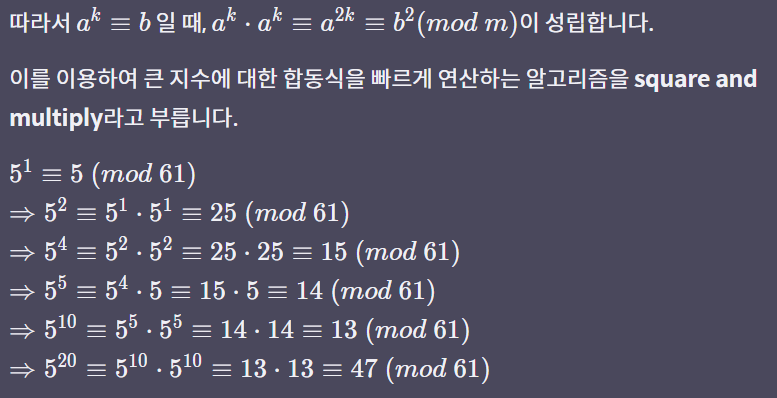 따라서 a^k ≡ b 일 때, a^k · a^k ≡ a^{2k} ≡ b^2(mod m)이 성립합니다.
이를 이용하여 큰 지수에 대한 합동식을 빠르게 연산하는 알고리즘을 square and
multiply라고 부릅니다.
5^1 ≡ 5 (mod 61)
⇒ 5^2 ≡ 5^1 · 5^1 ≡ 25 (mod 61)
⇒ 5^4 ≡ 5^2 · 5^2 ≡ 25 · 25 ≡ 15 (mod 61)
⇒ 5^5 ≡ 5^4 · 5 ≡ 15 · 5 ≡ 14 (mod 61)
⇒ 5^{10} ≡ 5^5 · 5^5 ≡ 14 · 14 ≡ 13 (mod 61)
⇒ 5^{20} ≡ 5^{10} · 5^{10} ≡ 13 · 13 ≡ 47 (mod 61)